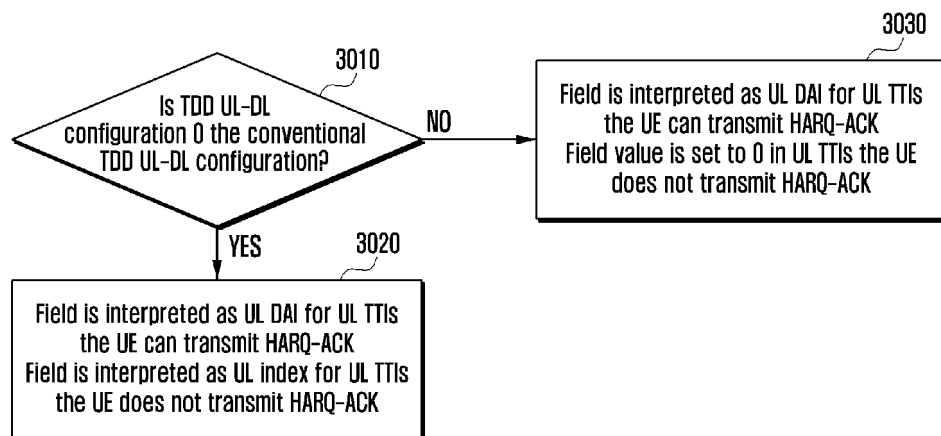 3010
Is TDD UL-DL
configuration 0 the conventional
TDD UL-DL configuration?
NO
3030
Field is interpreted as UL DAI for UL TTIs
the UE can transmit HARQ-ACK
Field value is set to 0 in UL TTIs the UE
does not transmit HARQ-ACK
YES
3020
Field is interpreted as UL DAI for UL TTIs
the UE can transmit HARQ-ACK
Field is interpreted as UL index for UL TTIs
the UE does not transmit HARQ-ACK